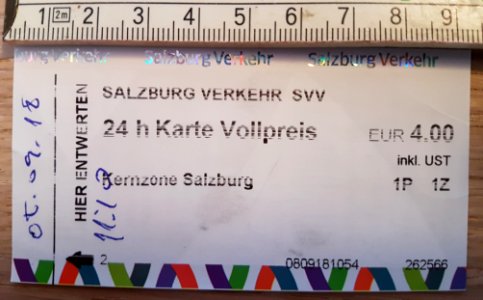 1 2m 2 3 4 5 6 7 8 9
Salzburg Verkehr Salzburg Verkehr Salzburg Verkehr
SALZBURG VERKEHR SVV
24 h Karte Vollpreis EUR 4.00
inkl. UST
Kernzone Salzburg 1P 1Z
HIER ENTWERTEN
2 0809181054 262566